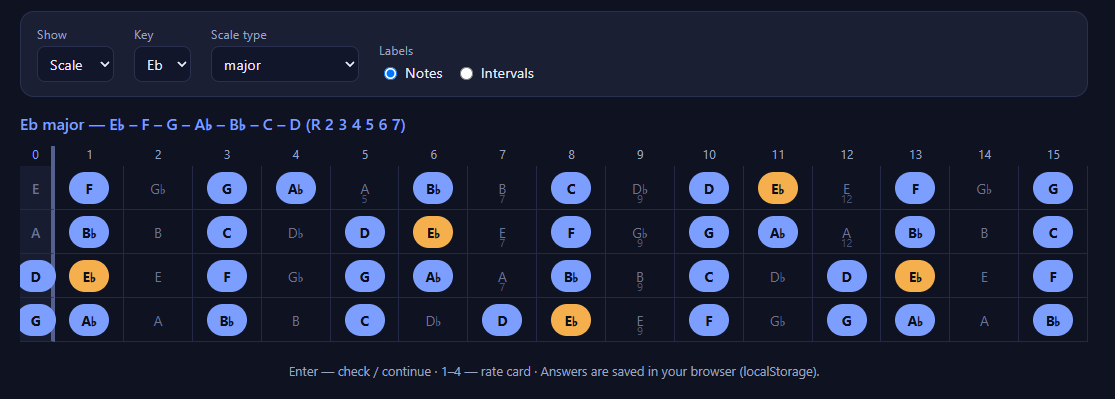 Show Key Scale type Labels
Scale Eb major Notes Intervals
Eb major — E♭ – F – G – A♭ – B♭ – C – D (R 2 3 4 5 6 7)
0 1 2 3 4 5 6 7 8 9 10 11 12 13 14 15
E F G♭ G A♭ A B♭ B C D♭ D E♭ E F G♭ G
5 7 9 12
A B♭ B C D♭ D E♭ E F G♭ G A♭ A B♭ B C
7 9 12
D E♭ E F G♭ G A♭ A B♭ B C D♭ D E♭ E F
7 9
G A♭ A B♭ B C D♭ D E♭ E F G♭ G A♭ A B♭
9
Enter — check / continue · 1–4 — rate card · Answers are saved in your browser (localStorage).